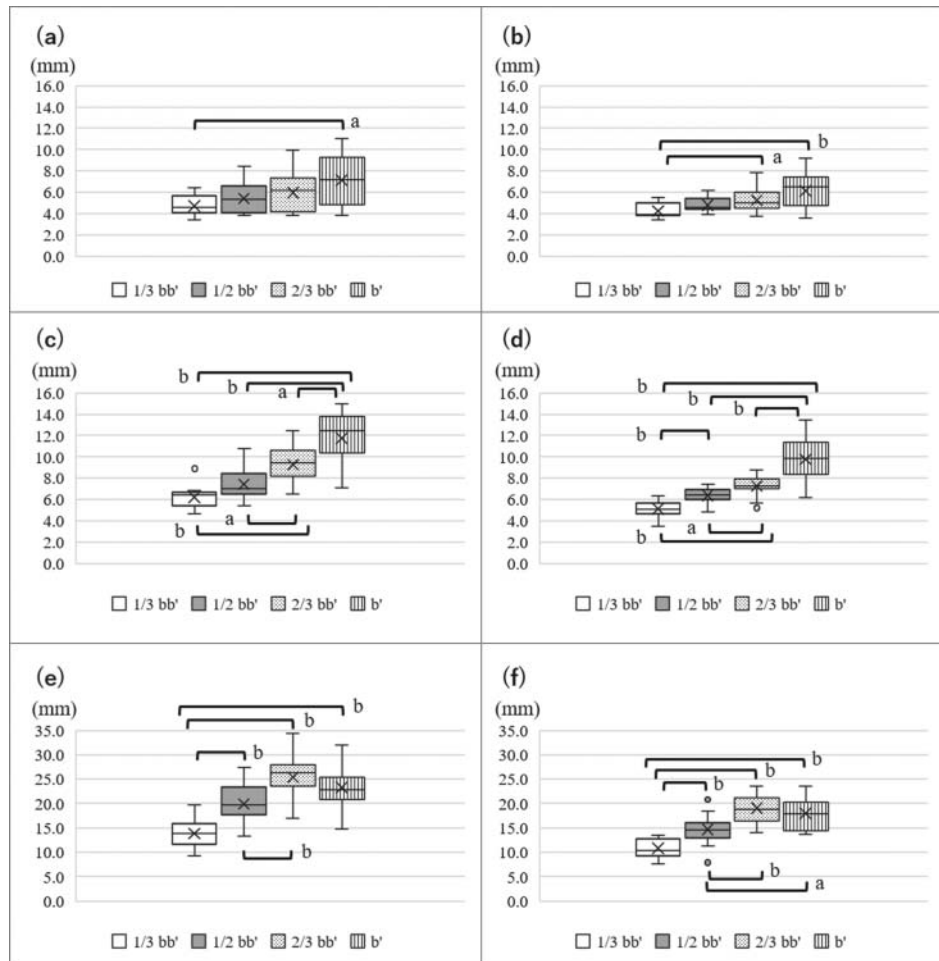 (a)
(mm)
16.0
14.0
12.0
10.0
8.0
6.0
4.0
2.0
0.0
a
1/3 bb' 1/2 bb' 2/3 bb' b'
(b)
(mm)
16.0
14.0
12.0
10.0
8.0
6.0
4.0
2.0
0.0
b
a
1/3 bb' 1/2 bb' 2/3 bb' b'
(c)
(mm)
16.0
14.0
12.0
10.0
8.0
6.0
4.0
2.0
0.0
b
b
a
a
b
1/3 bb' 1/2 bb' 2/3 bb' b'
(d)
(mm)
16.0
14.0
12.0
10.0
8.0
6.0
4.0
2.0
0.0
b
b
b
b
a
b
1/3 bb' 1/2 bb' 2/3 bb' b'
(e)
(mm)
35.0
30.0
25.0
20.0
15.0
10.0
5.0
0.0
b
b
b
b
1/3 bb' 1/2 bb' 2/3 bb' b'
(f)
(mm)
35.0
30.0
25.0
20.0
15.0
10.0
5.0
0.0
b
b
b
b
a
1/3 bb' 1/2 bb' 2/3 bb' b'